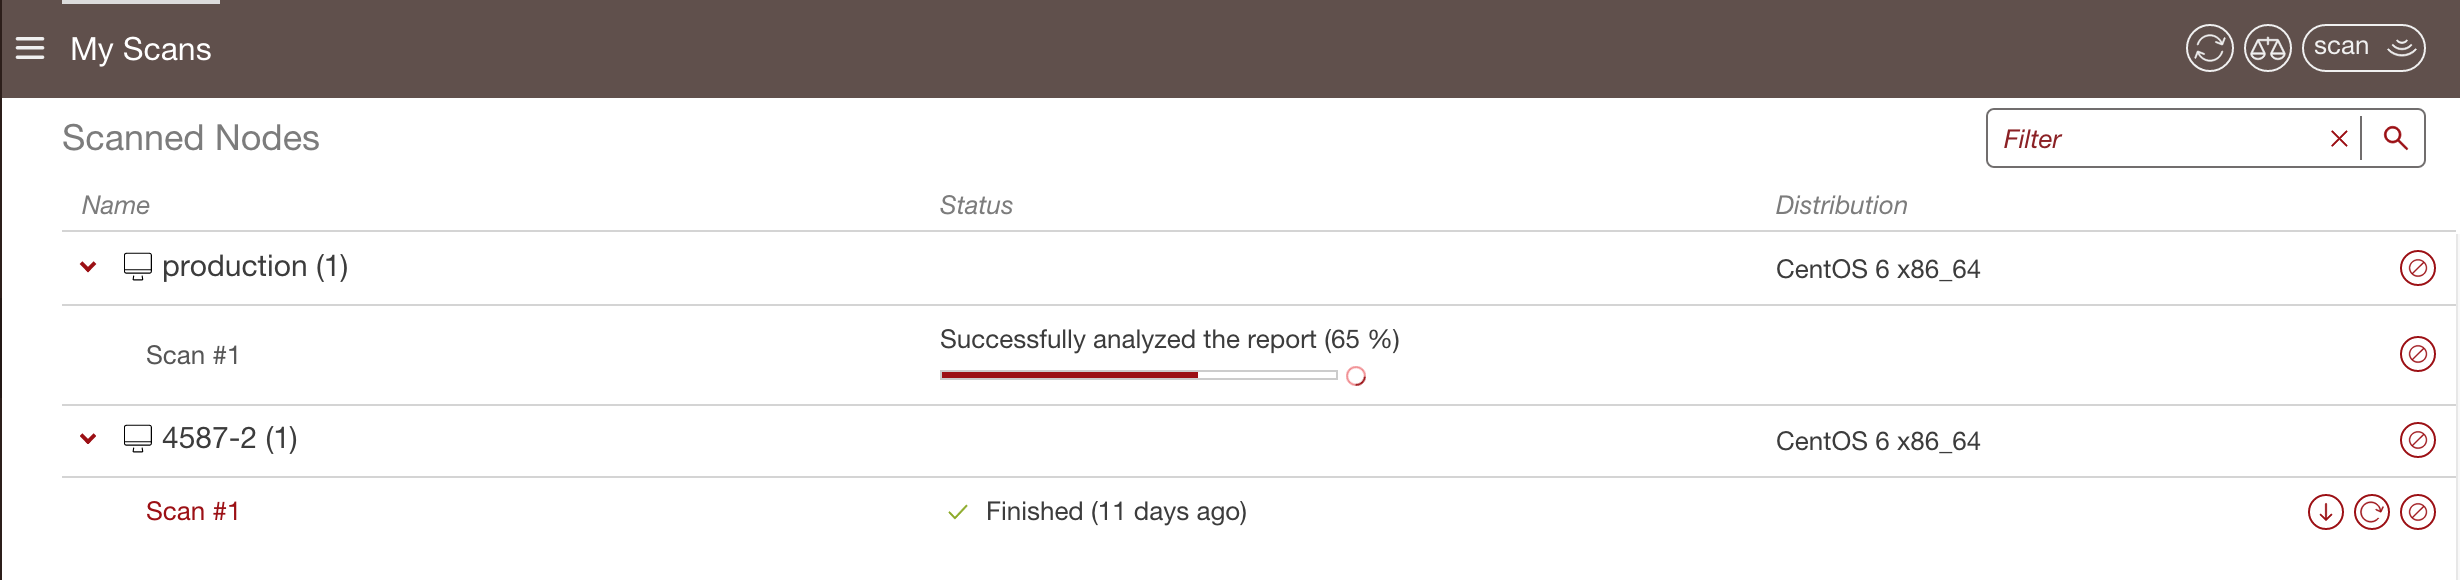 My Scans
scan
Scanned Nodes
Filter
Name Status Distribution
production (1) CentOS 6 x86_64
Scan #1 Successfully analyzed the report (65 %)
4587-2 (1) CentOS 6 x86_64
Scan #1 Finished (11 days ago)